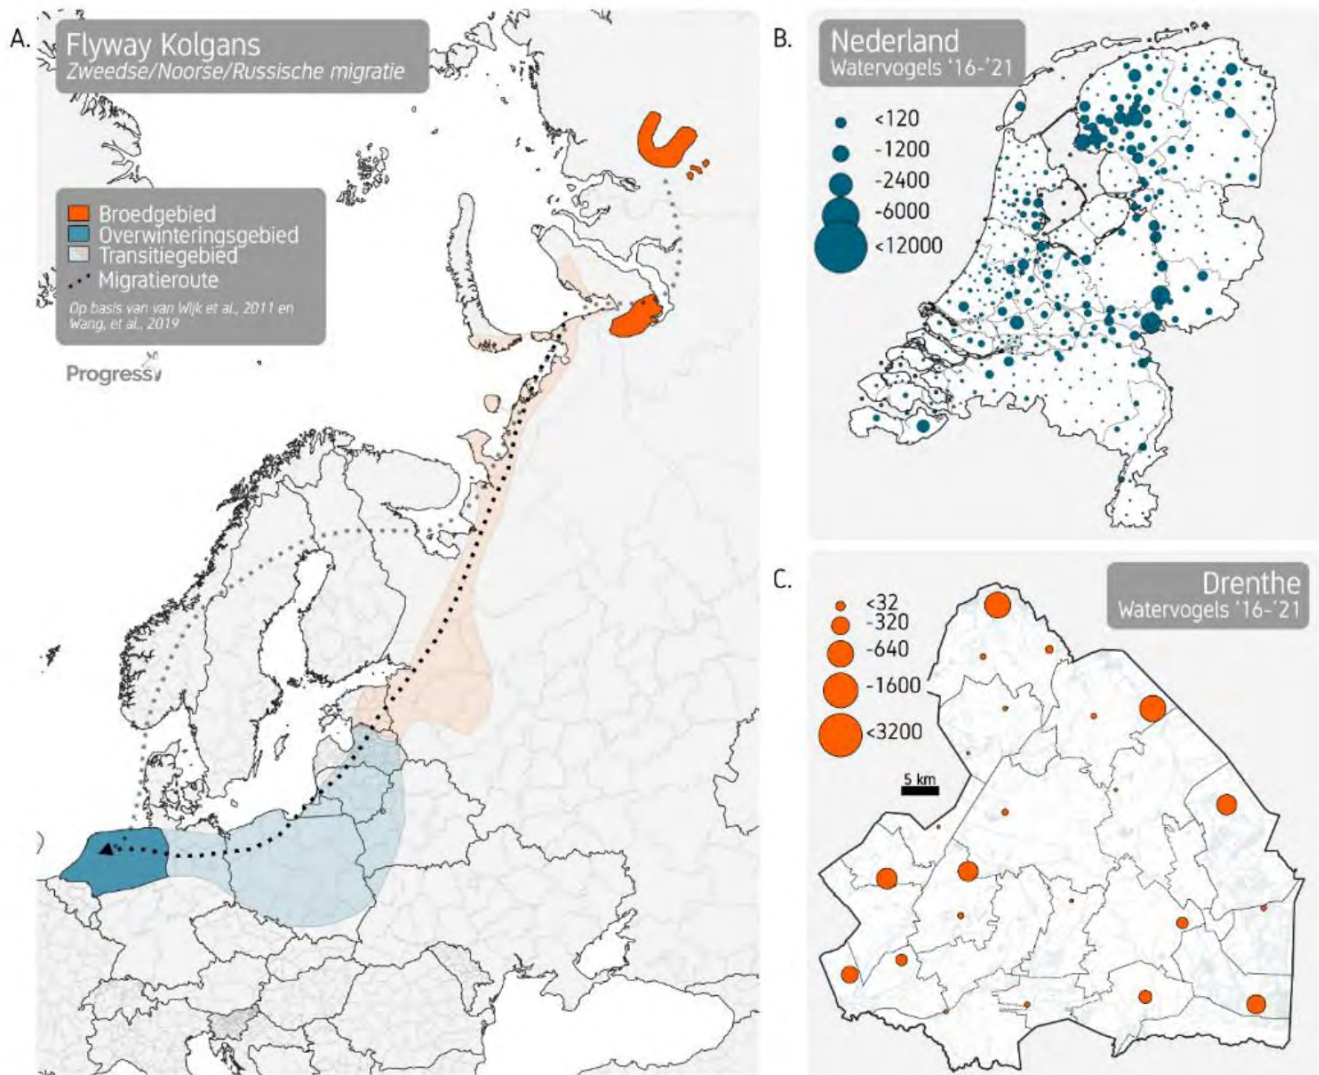 A.
Flyway Kolgans
Zweedse/Noorse/Russische migratie
Broedgebied
Overwinteringsgebied
Transitiegebied
Migratieroute
Op basis van van Wijk et al., 2011 en
Wang, et al., 2019
Progress
B.
Nederland
Watervogels '16-'21
<120
-1200
-2400
-6000
<12000
C.
Drenthe
Watervogels '16-'21
<32
-320
-640
-1600
<3200
5 km